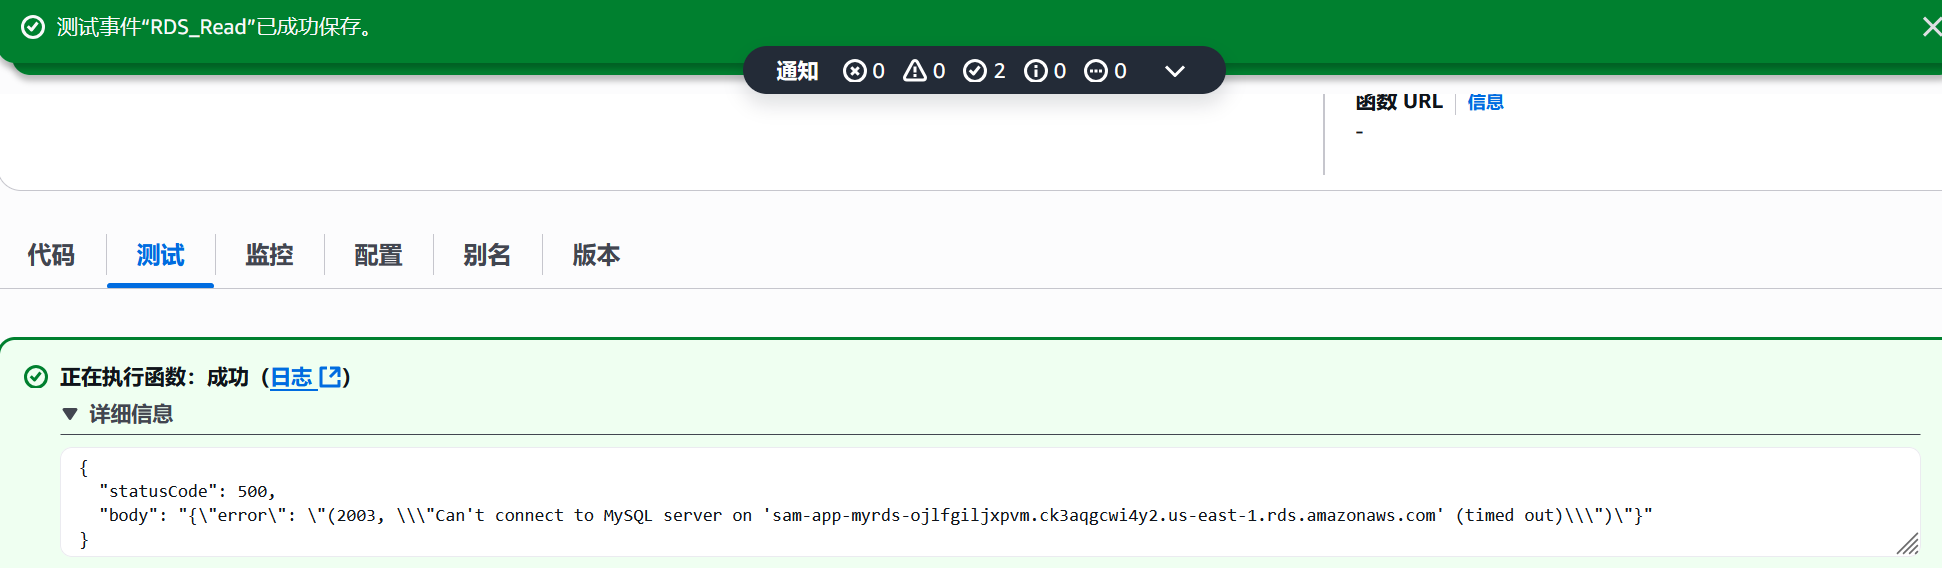 测试事件“RDS_Read”已成功保存。
通知 0 0 2 0 0
函数 URL 信息
-
代码 测试 监控 配置 别名 版本
正在执行函数：成功（日志）
详细信息
{
"statusCode": 500,
"body": "{\"error\": \"(2003, \\\"Can't connect to MySQL server on 'sam-app-myrds-ojlfgiljxpvm.ck3aqgcwi4y2.us-east-1.rds.amazonaws.com' (timed out)\\\")\"}"
}